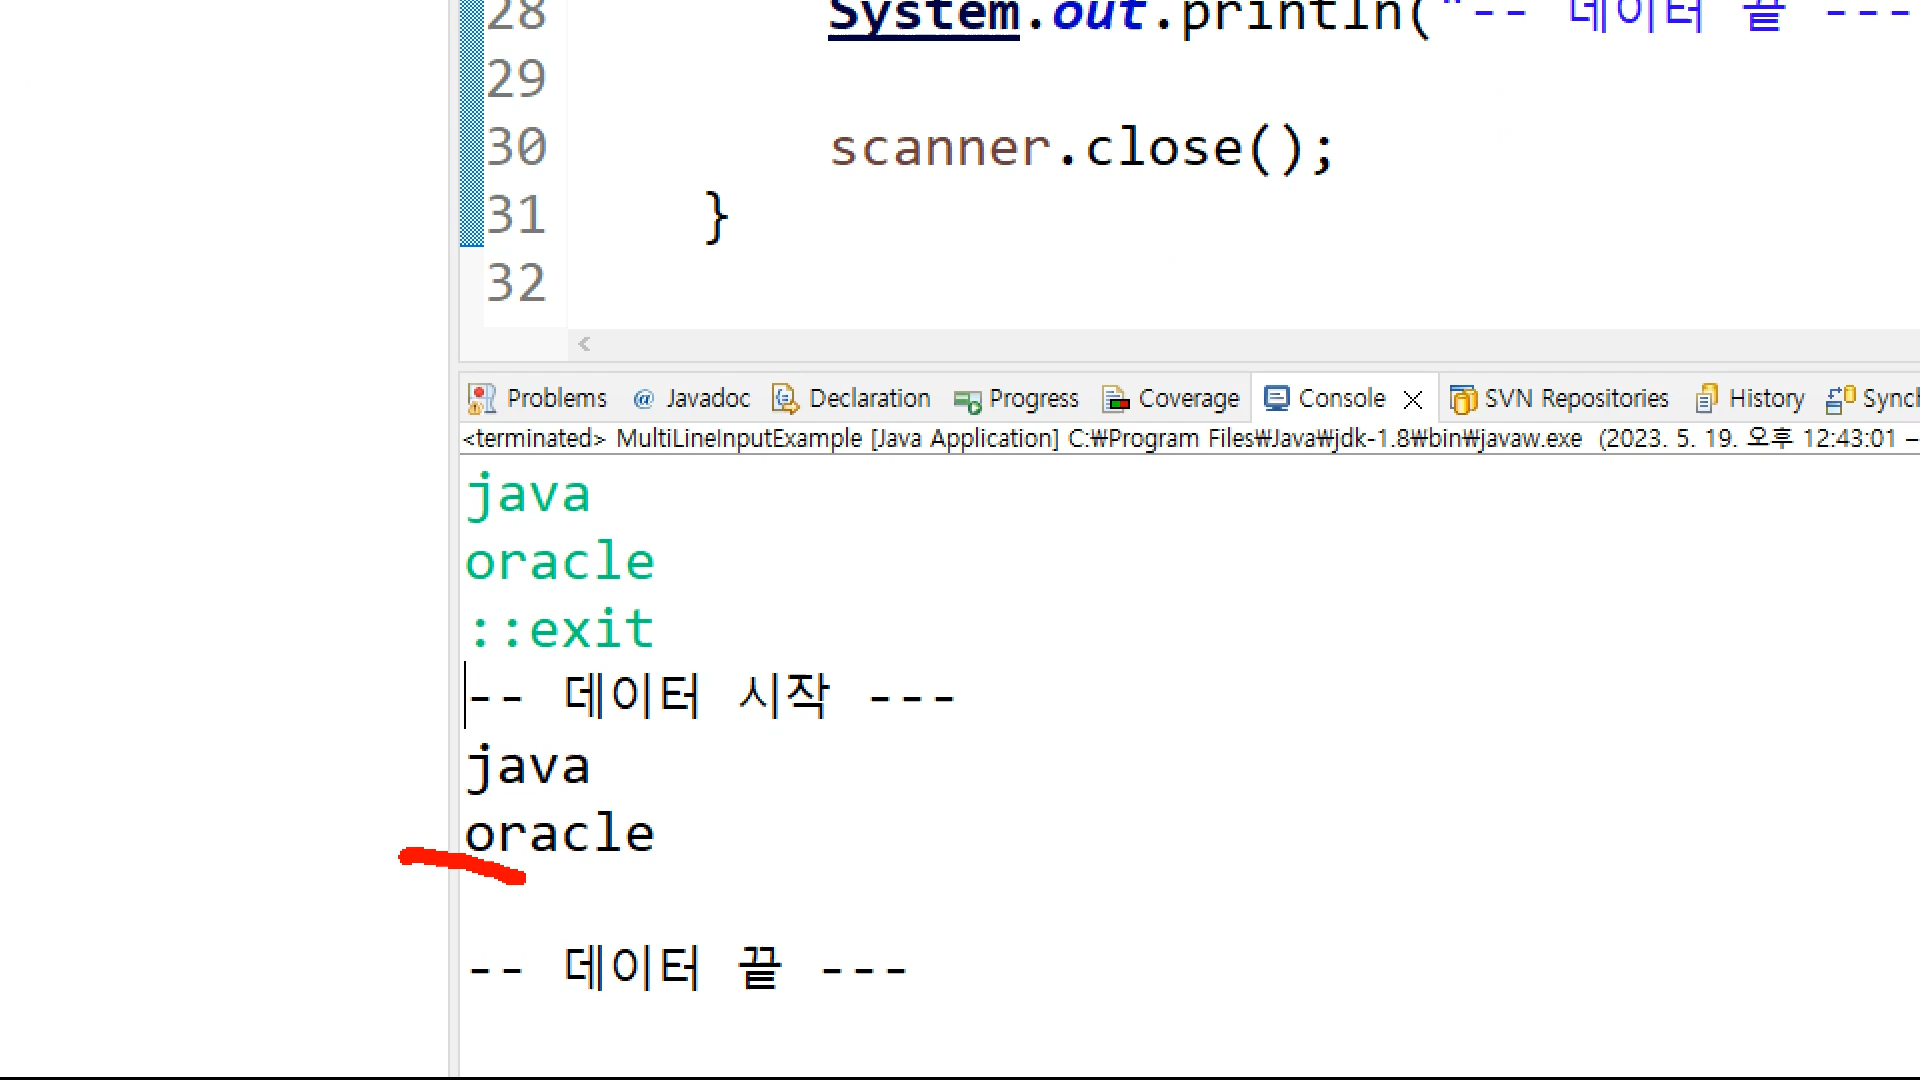 28 System.out.println("-- 데이터 끝 ---
29
30 scanner.close();
31 }
32
Problems @ Javadoc Declaration Progress Coverage Console SVN Repositories History Synch
<terminated> MultiLineInputExample [Java Application] C:₩Program Files₩Java₩jdk-1.8₩bin₩javaw.exe (2023. 5. 19. 오후 12:43:01 –
java
oracle
::exit
-- 데이터 시작 ---
java
oracle
-- 데이터 끝 ---